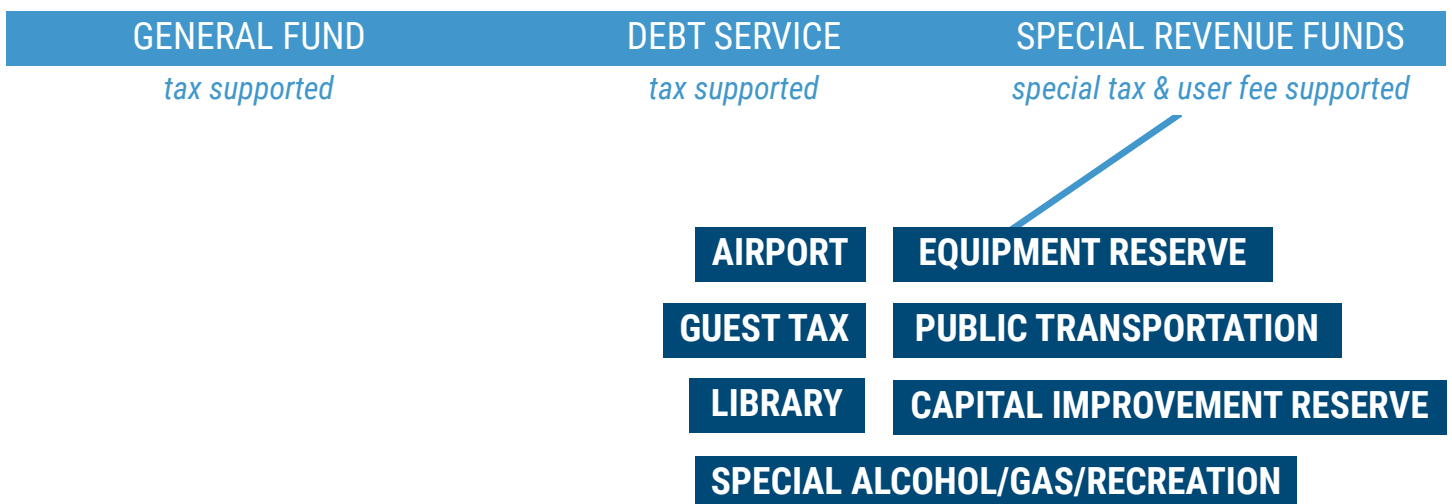 GENERAL FUND DEBT SERVICE SPECIAL REVENUE FUNDS
tax supported tax supported special tax & user fee supported
AIRPORT EQUIPMENT RESERVE
GUEST TAX PUBLIC TRANSPORTATION
LIBRARY CAPITAL IMPROVEMENT RESERVE
SPECIAL ALCOHOL/GAS/RECREATION